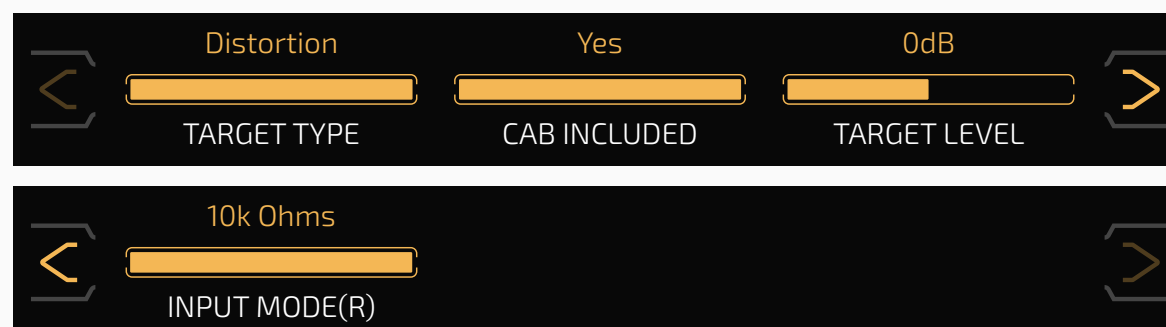 Distortion Yes 0dB
TARGET TYPE CAB INCLUDED TARGET LEVEL
10k Ohms
INPUT MODE(R)